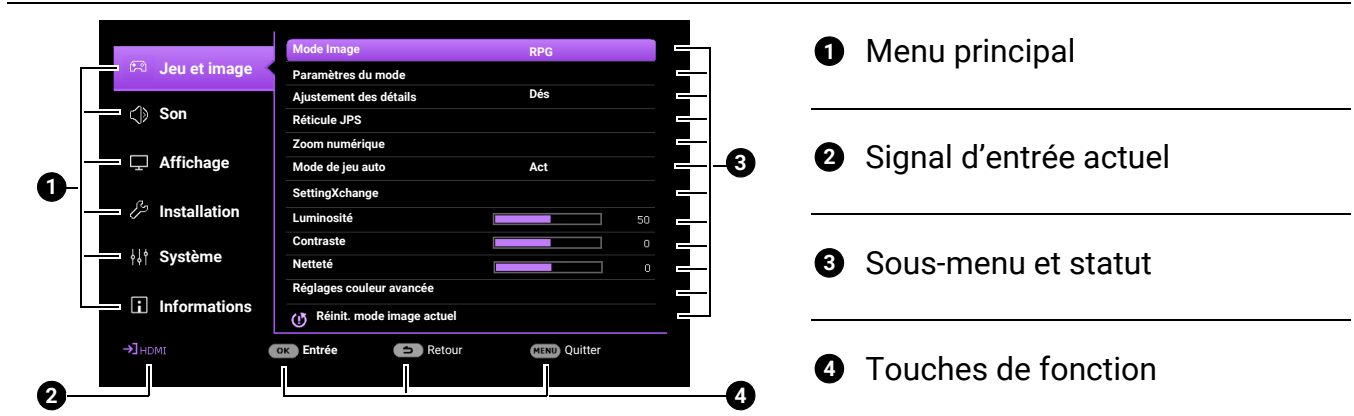 Jeu et image
Son
Affichage
Installation
Système
Informations
Mode Image RPG
Paramètres du mode
Ajustement des détails Dés
Réticule JPS
Zoom numérique
Mode de jeu auto Act
SettingXchange
Luminosité 50
Contraste 0
Netteté 0
Réglages couleur avancée
Réinit. mode image actuel
HDMI
OK Entrée
Retour
MENU Quitter
1
2
3
4
1 Menu principal
2 Signal d’entrée actuel
3 Sous-menu et statut
4 Touches de fonction